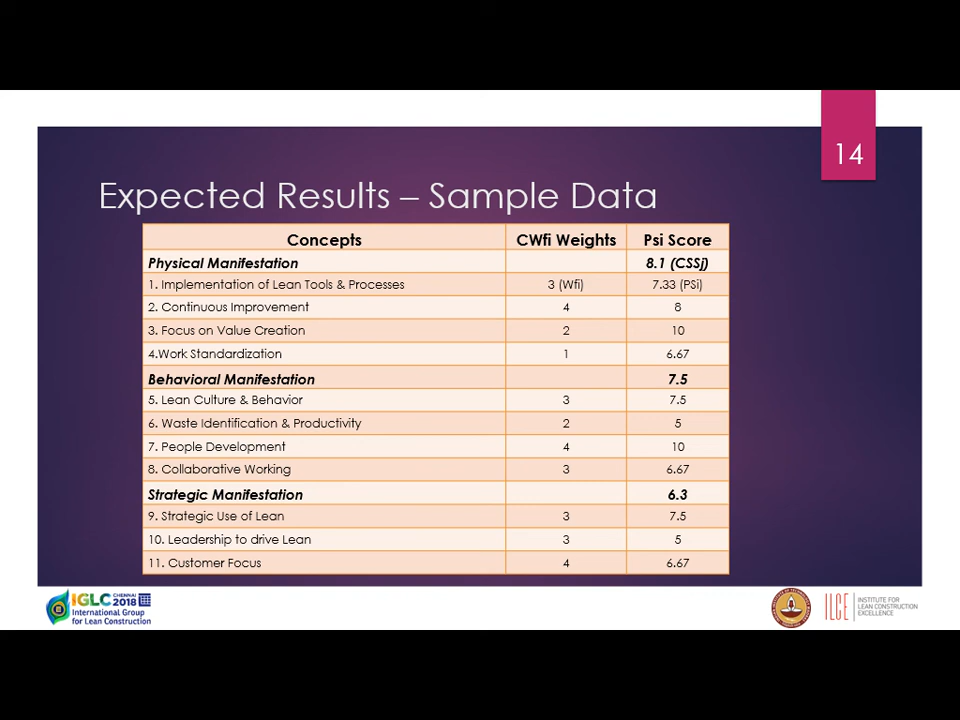 14
Expected Results – Sample Data
Concepts CWfi Weights Psi Score
Physical Manifestation 8.1 (CSSj)
1. Implementation of Lean Tools & Processes 3 (Wfi) 7.33 (PSi)
2. Continuous Improvement 4 8
3. Focus on Value Creation 2 10
4.Work Standardization 1 6.67
Behavioral Manifestation 7.5
5. Lean Culture & Behavior 3 7.5
6. Waste Identification & Productivity 2 5
7. People Development 4 10
8. Collaborative Working 3 6.67
Strategic Manifestation 6.3
9. Strategic Use of Lean 3 7.5
10. Leadership to drive Lean 3 5
11. Customer Focus 4 6.67
IGLC CHENNAI 2018
International Group
for Lean Construction
ILCE
INSTITUTE FOR
LEAN CONSTRUCTION
EXCELLENCE